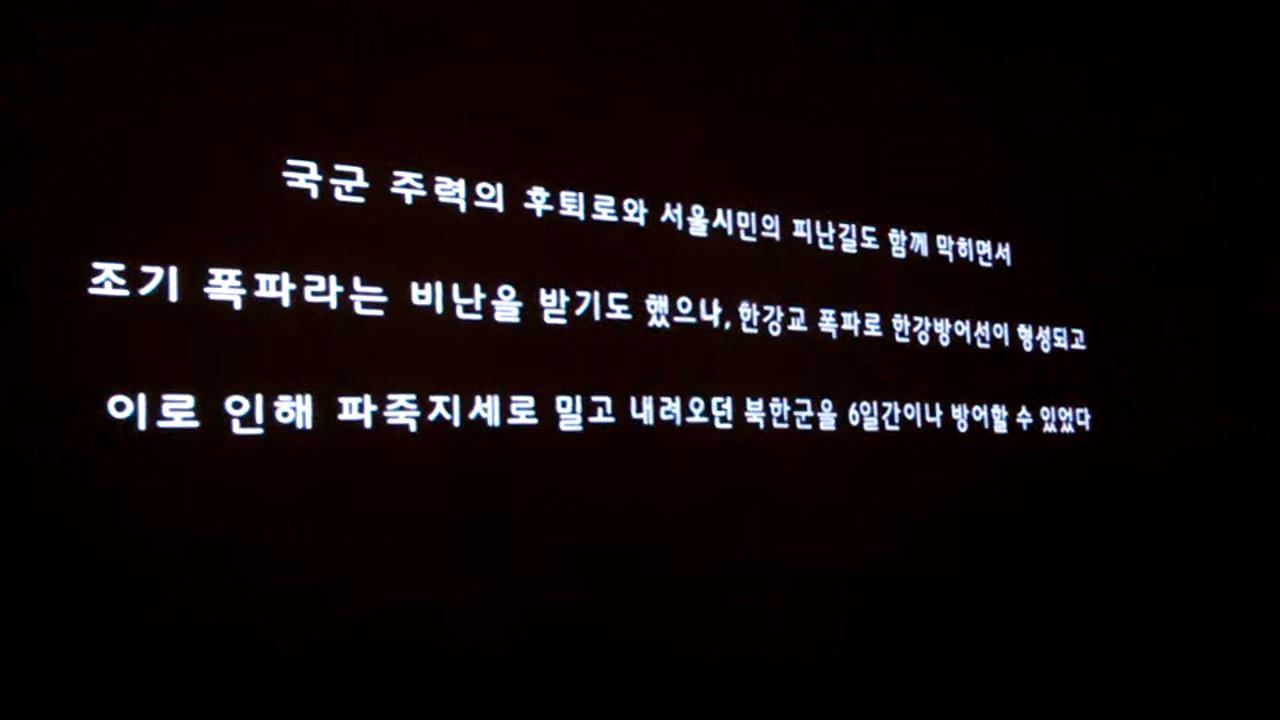 국군 주력의 후퇴로와 서울시민의 피난길도 함께 막히면서
조기 폭파라는 비난을 받기도 했으나, 한강교 폭파로 한강방어선이 형성되고
이로 인해 파죽지세로 밀고 내려오던 북한군을 6일간이나 방어할 수 있었다